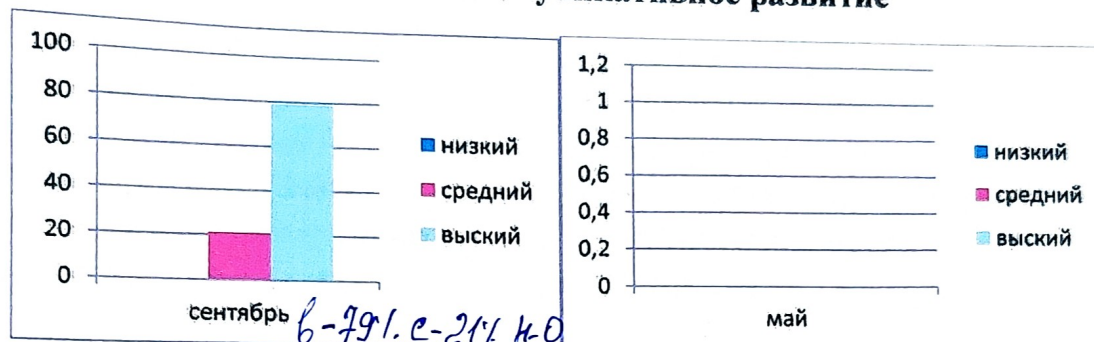 развитие
100
80
60
40
20
0
низкий
средний
выский
сентябрь
в-79%. с-21% н-0
1,2
1
0,8
0,6
0,4
0,2
0
низкий
средний
выский
май